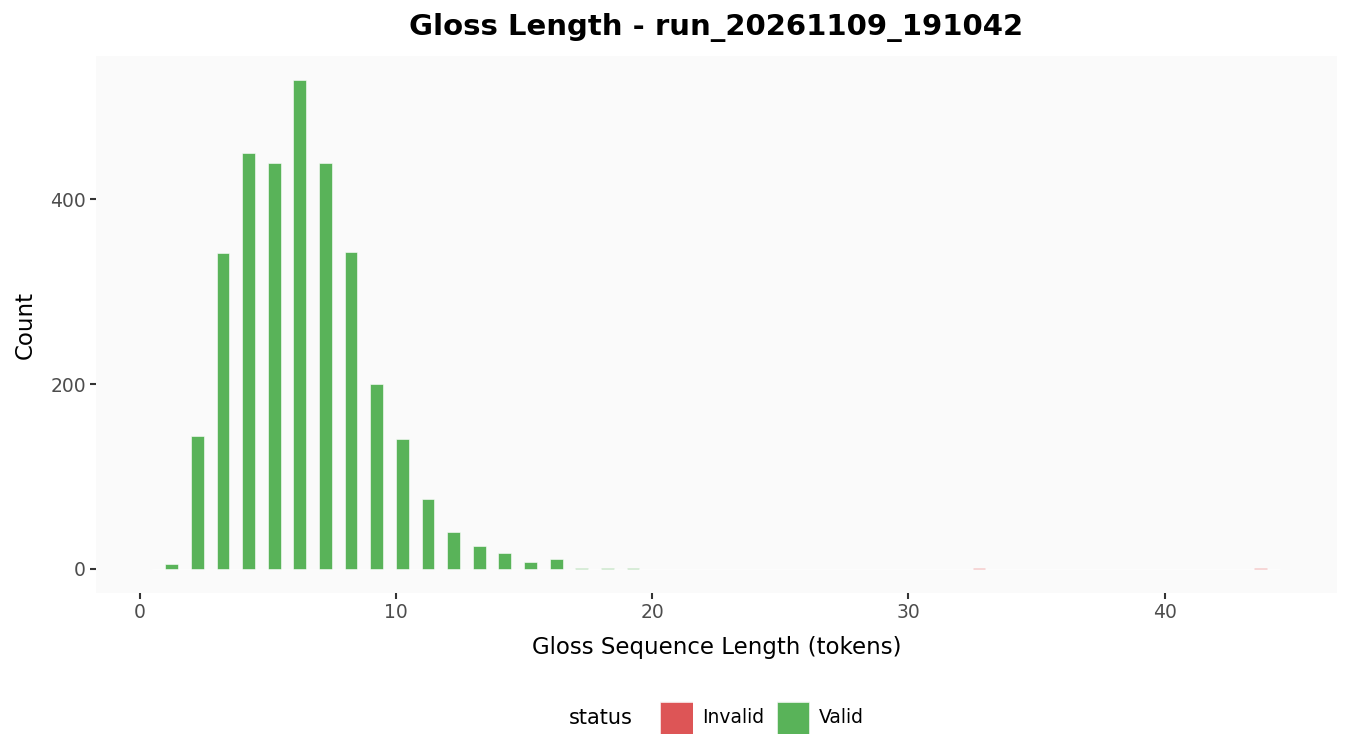 Gloss Length - run_20261109_191042
Count
400
200
0
0 10 20 30 40
Gloss Sequence Length (tokens)
status Invalid Valid